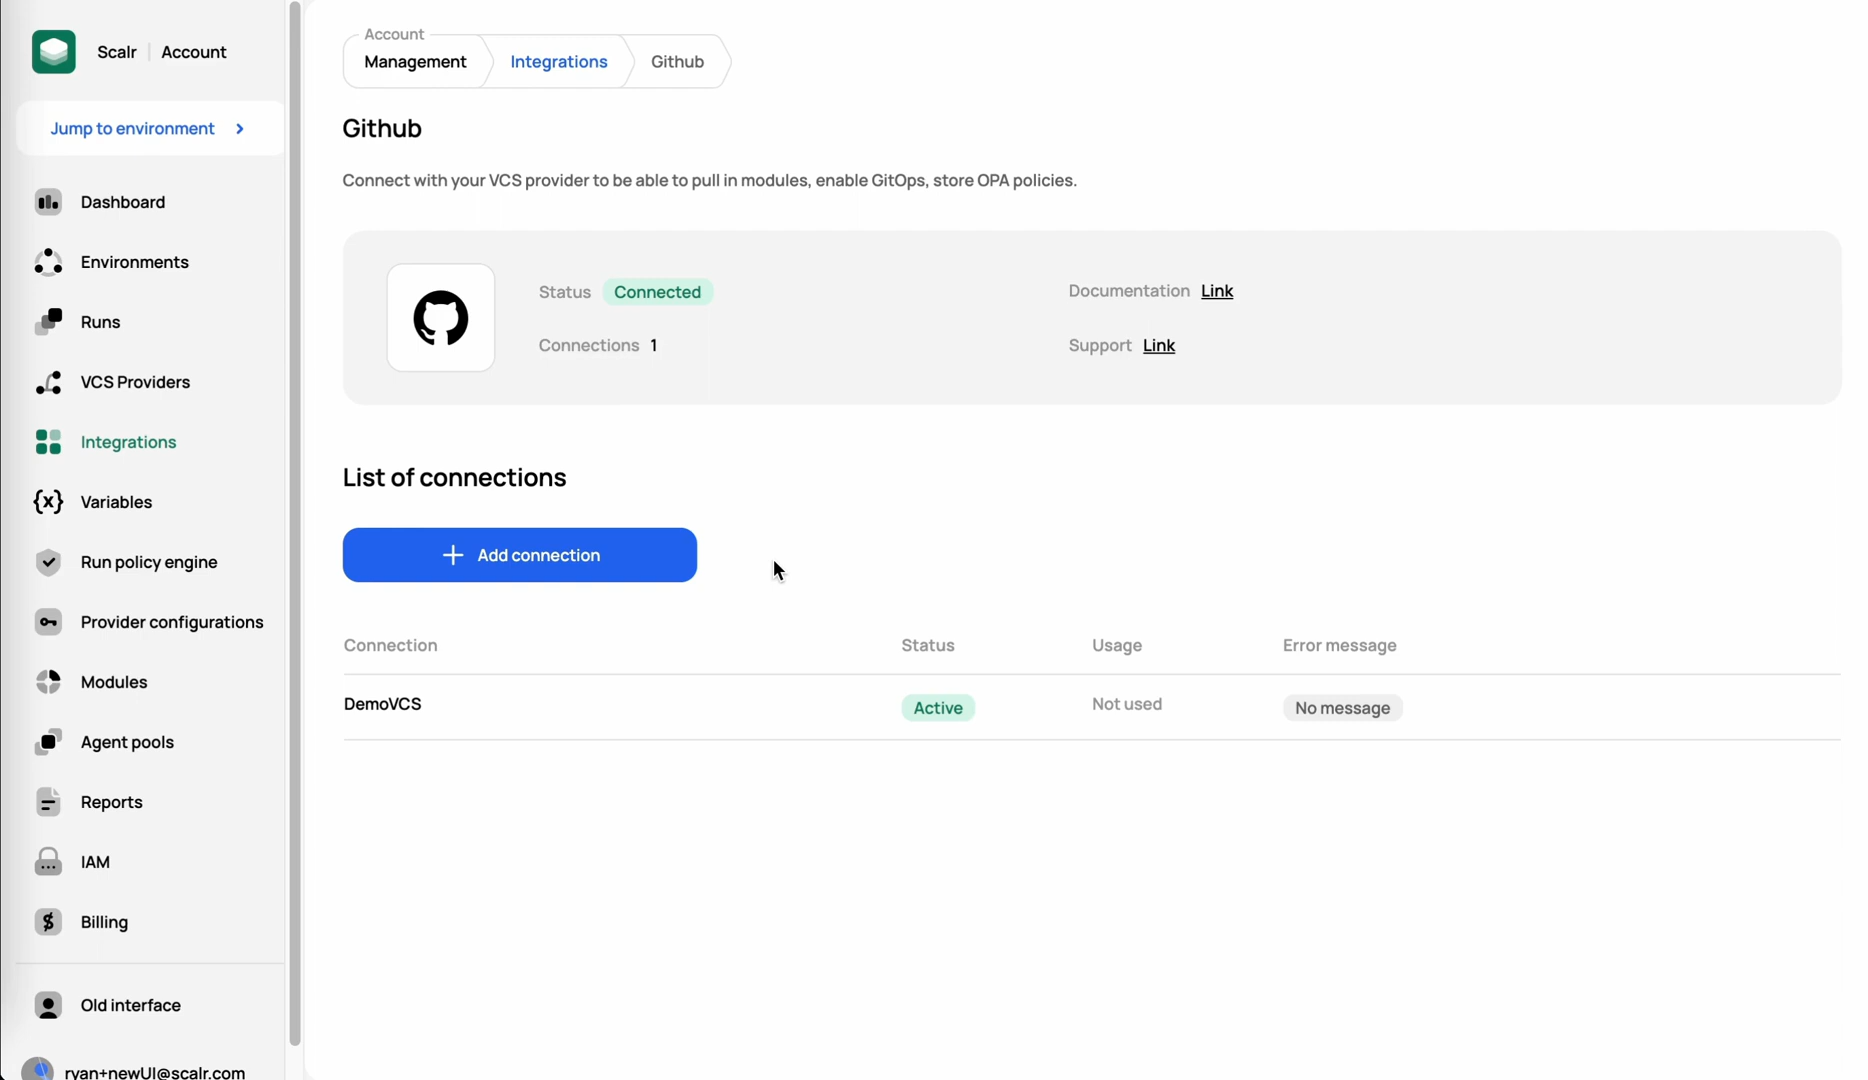 Scalr | Account
Jump to environment
Dashboard
Environments
Runs
VCS Providers
Integrations
Variables
Run policy engine
Provider configurations
Modules
Agent pools
Reports
IAM
Billing
Old interface
ryan+newUI@scalr.com
Account
Management Integrations Github
Github
Connect with your VCS provider to be able to pull in modules, enable GitOps, store OPA policies.
Status Connected Documentation Link
Connections 1 Support Link
List of connections
+ Add connection
Connection Status Usage Error message
DemoVCS Active Not used No message